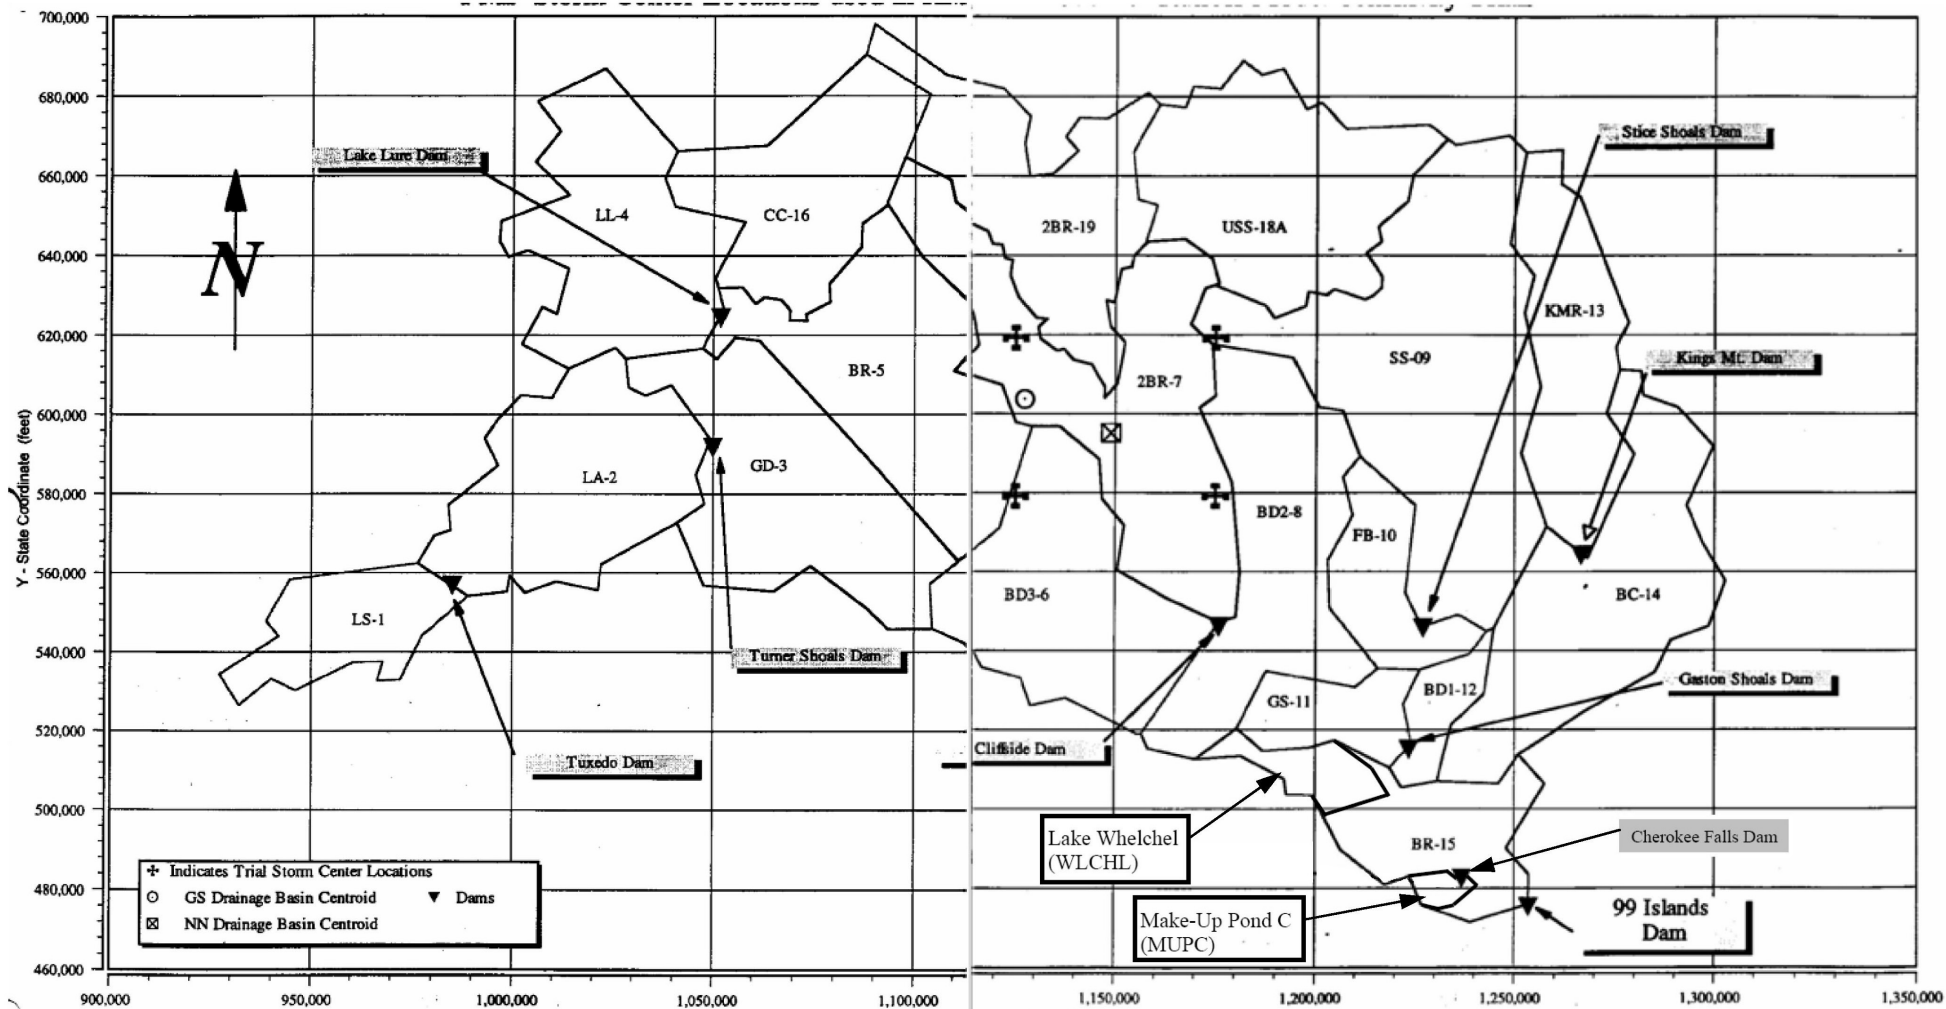 700,000
680,000
660,000
640,000
620,000
600,000
580,000
560,000
540,000
520,000
500,000
480,000
460,000
Y - State Coordinate (feet)
900,000
950,000
1,000,000
1,050,000
1,100,000
1,150,000
1,200,000
1,250,000
1,300,000
1,350,000
N
Lake Lure Dam
LL-4
CC-16
BR-5
LA-2
GD-3
LS-1
Turner Shoals Dam
Tuxedo Dam
Indicates Trial Storm Center Locations
GS Drainage Basin Centroid
Dams
NN Drainage Basin Centroid
Stice Shoals Dam
2BR-19
USS-18A
KMR-13
SS-09
Kings Mt. Dam
2BR-7
BD2-8
FB-10
BD3-6
BC-14
Gaston Shoals Dam
GS-11
BD1-12
Cliffside Dam
Lake Whelchel
(WLCHL)
BR-15
Cherokee Falls Dam
Make-Up Pond C
(MUPC)
99 Islands
Dam